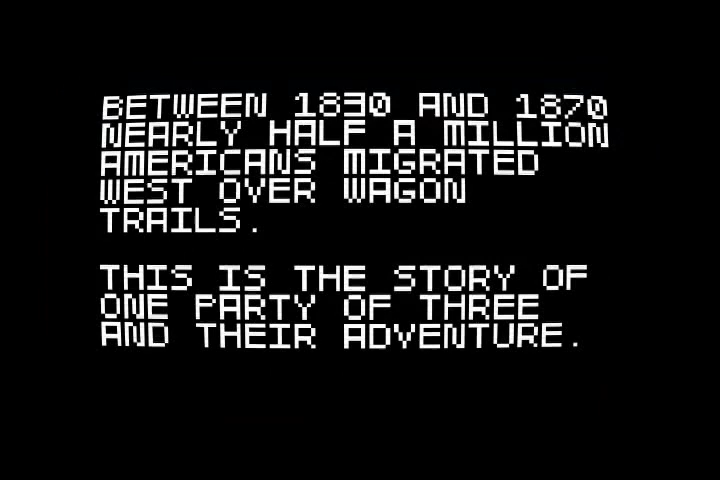 BETWEEN 1830 AND 1870
NEARLY HALF A MILLION
AMERICANS MIGRATED
WEST OVER WAGON
TRAILS.
THIS IS THE STORY OF
ONE PARTY OF THREE
AND THEIR ADVENTURE.